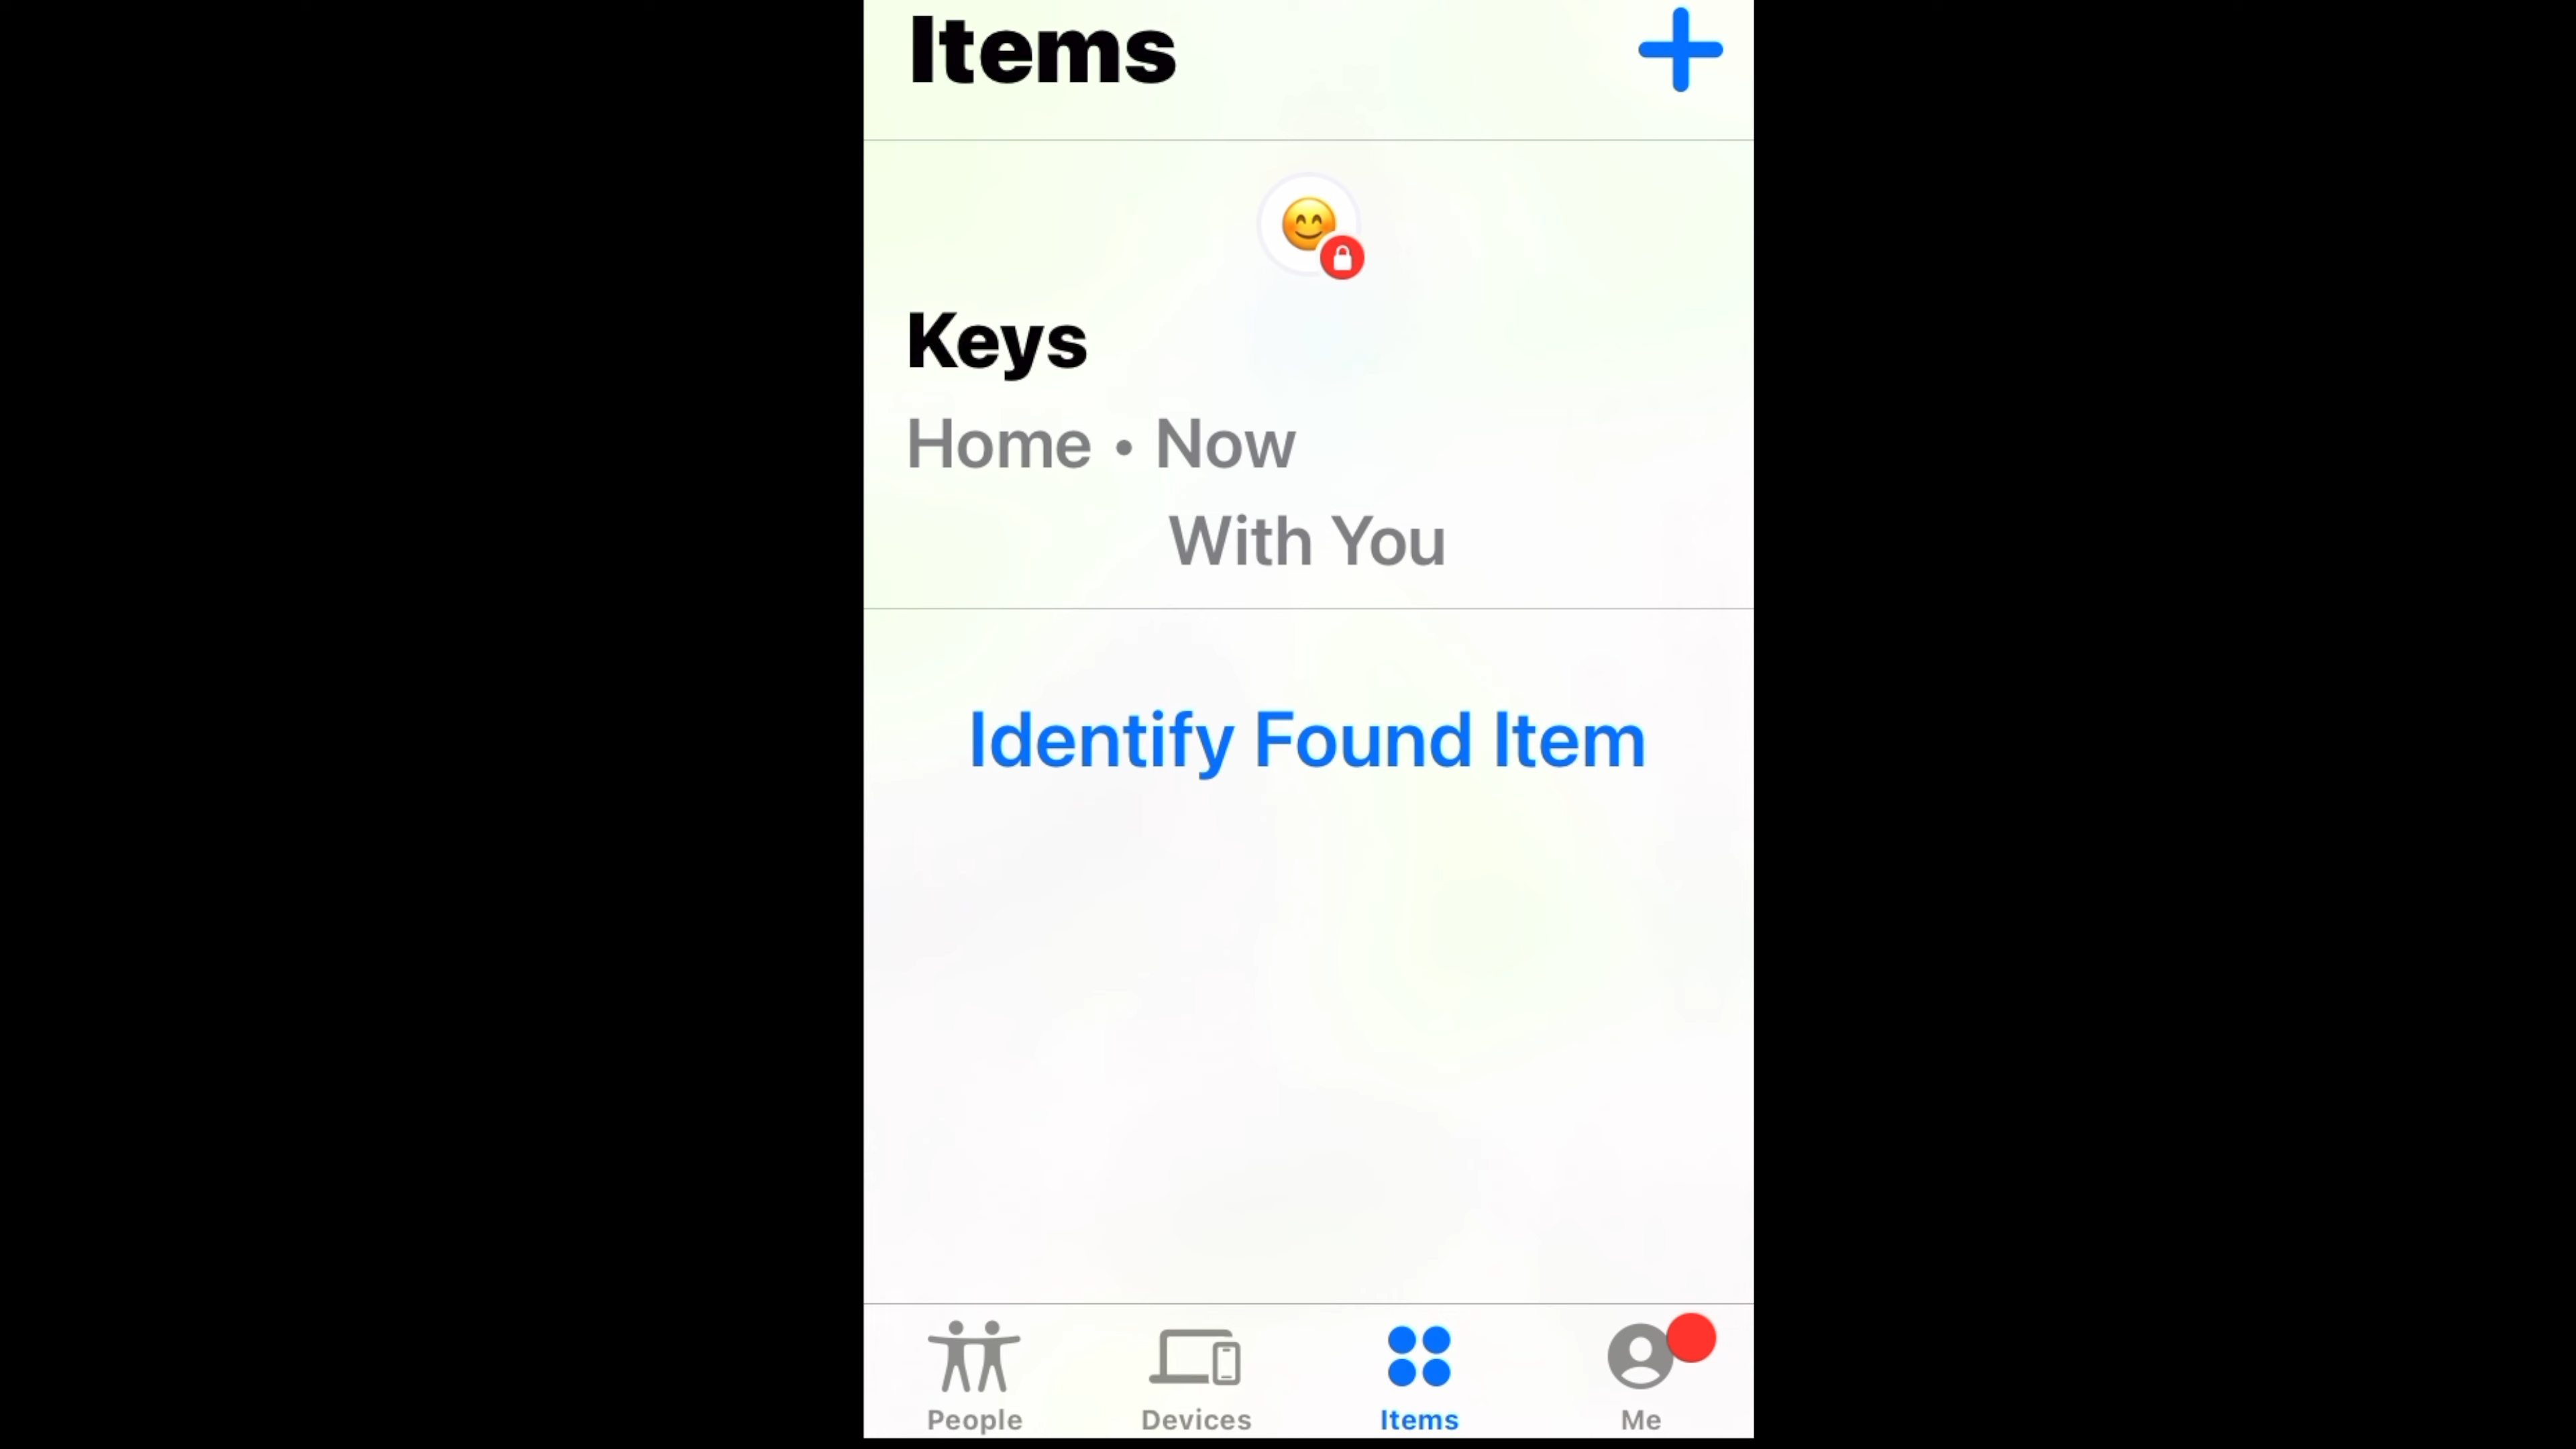 Items
Keys
Home • Now
With You
Identify Found Item
People
Devices
Items
Me